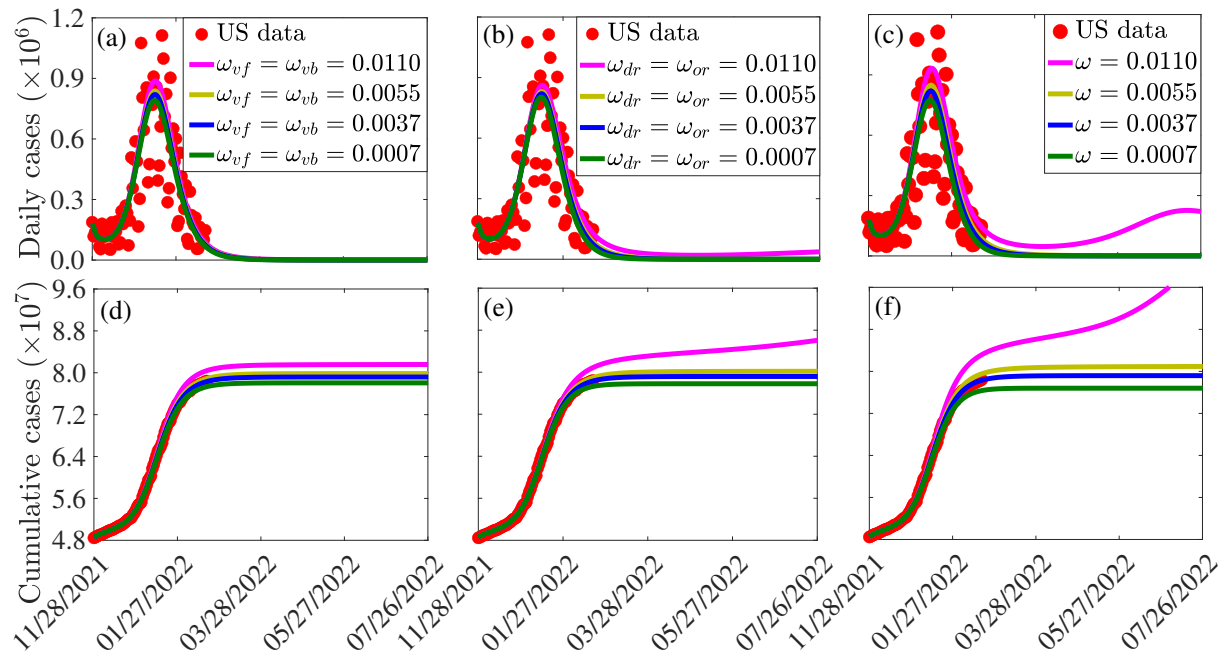 (a)
US data
ω_vf = ω_vb = 0.0110
ω_vf = ω_vb = 0.0055
ω_vf = ω_vb = 0.0037
ω_vf = ω_vb = 0.0007
(b)
US data
ω_dr = ω_or = 0.0110
ω_dr = ω_or = 0.0055
ω_dr = ω_or = 0.0037
ω_dr = ω_or = 0.0007
(c)
US data
ω = 0.0110
ω = 0.0055
ω = 0.0037
ω = 0.0007
Daily cases (×10⁶)
1.2
0.9
0.6
0.3
0.0
Cumulative cases (×10⁷)
9.6
8.8
8.0
7.2
6.4
5.6
4.8
(d)
(e)
(f)
11/28/2021
01/27/2022
03/28/2022
05/27/2022
07/26/2022
11/28/2021
01/27/2022
03/28/2022
05/27/2022
07/26/2022
11/28/2021
01/27/2022
03/28/2022
05/27/2022
07/26/2022